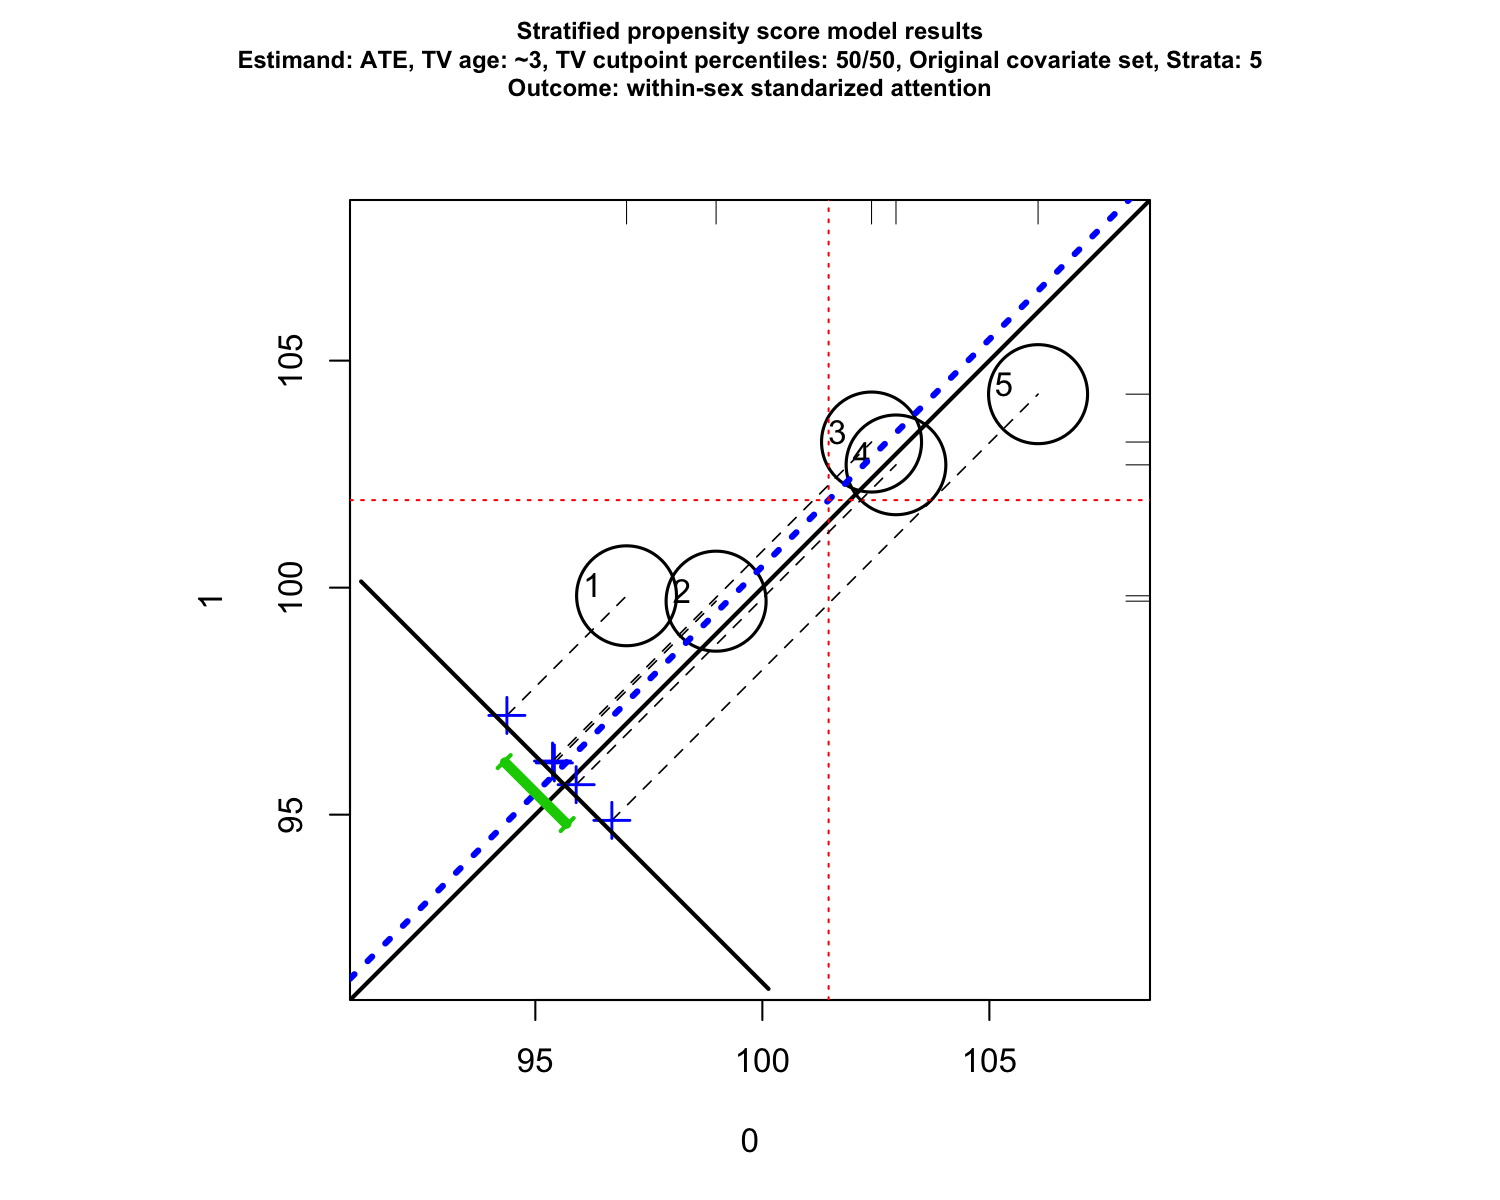 Stratified propensity score model results
Estimand: ATE, TV age: ~3, TV cutpoint percentiles: 50/50, Original covariate set, Strata: 5
Outcome: within-sex standarized attention
105
100
95
1
5
3
4
1
2
95 100 105
0